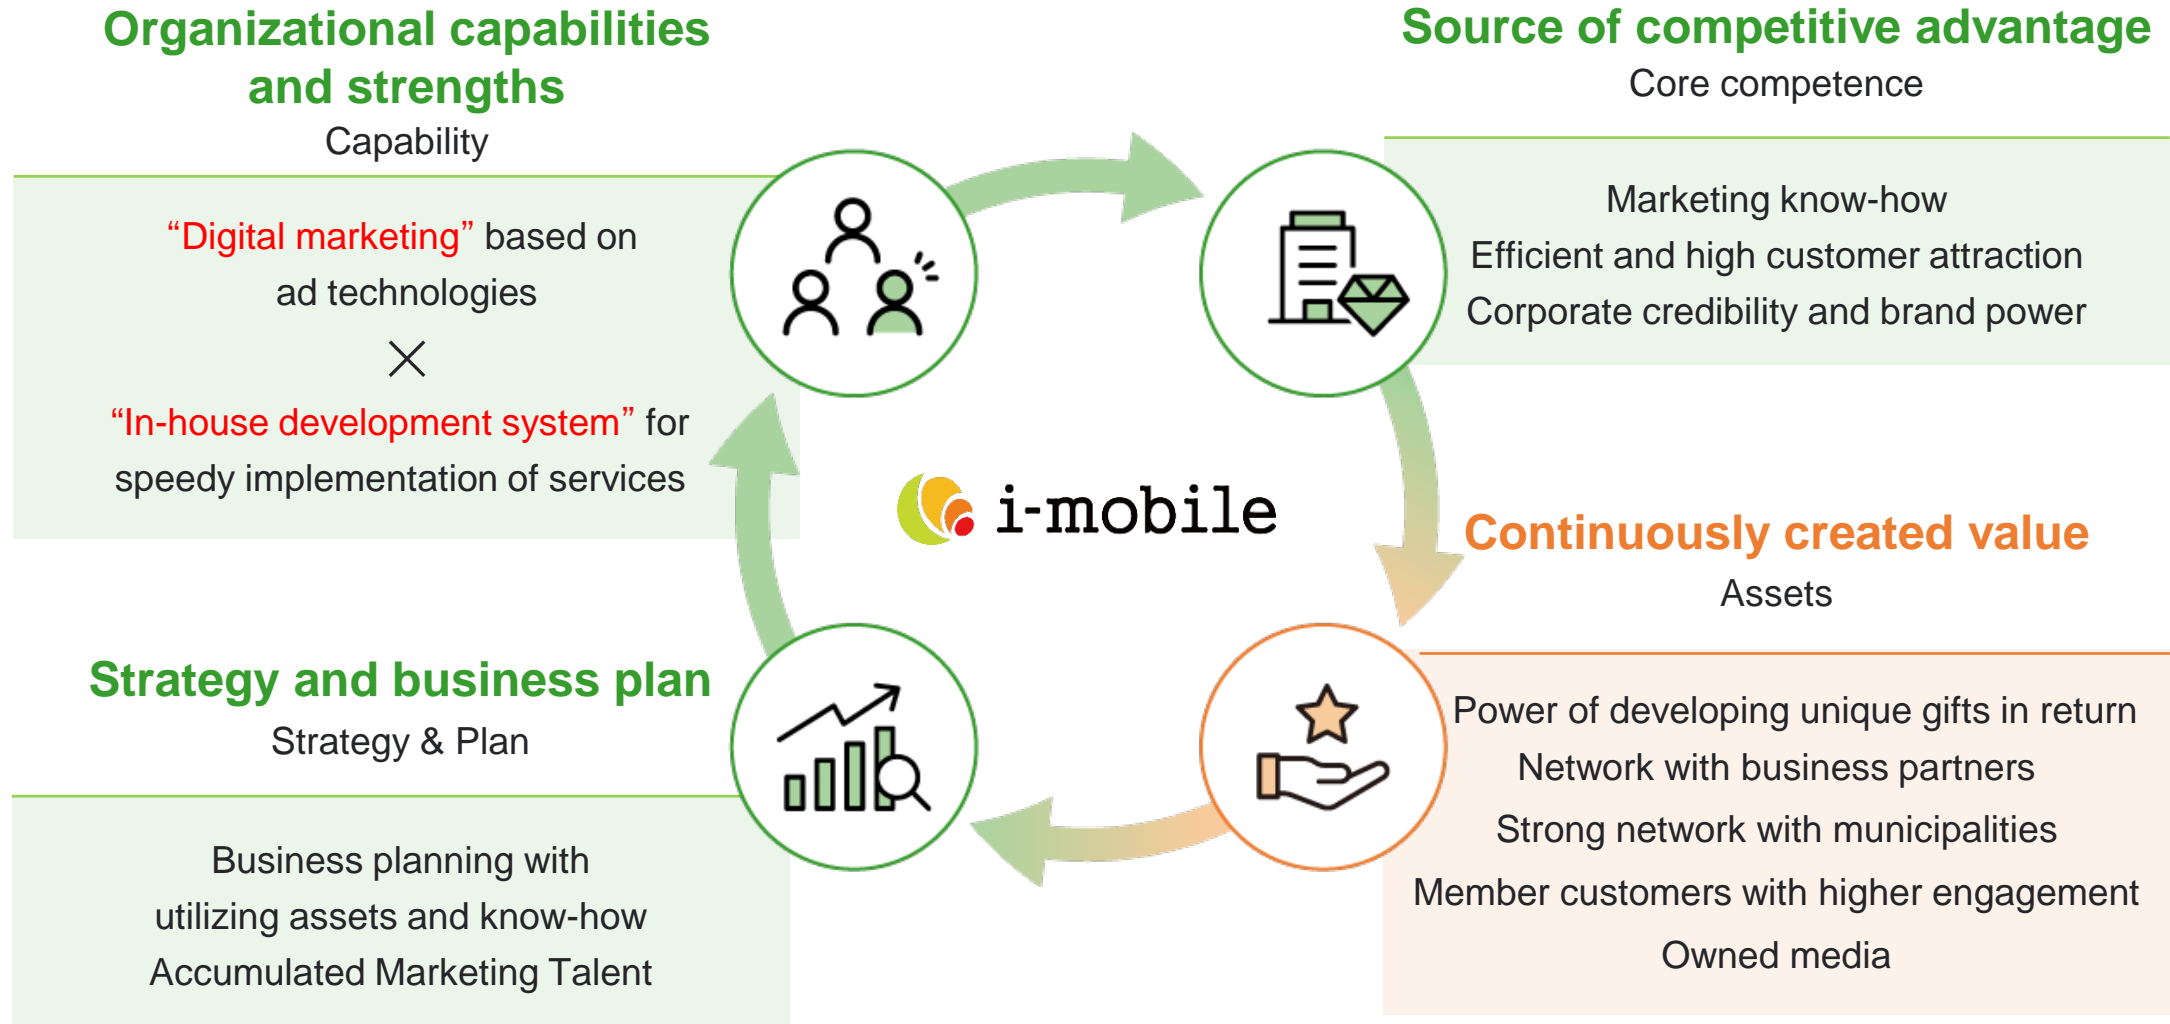 Organizational capabilities
and strengths
Capability
“Digital marketing” based on
ad technologies
×
“In-house development system” for
speedy implementation of services
Source of competitive advantage
Core competence
Marketing know-how
Efficient and high customer attraction
Corporate credibility and brand power
i-mobile
Continuously created value
Assets
Power of developing unique gifts in return
Network with business partners
Strong network with municipalities
Member customers with higher engagement
Owned media
Strategy and business plan
Strategy & Plan
Business planning with
utilizing assets and know-how
Accumulated Marketing Talent